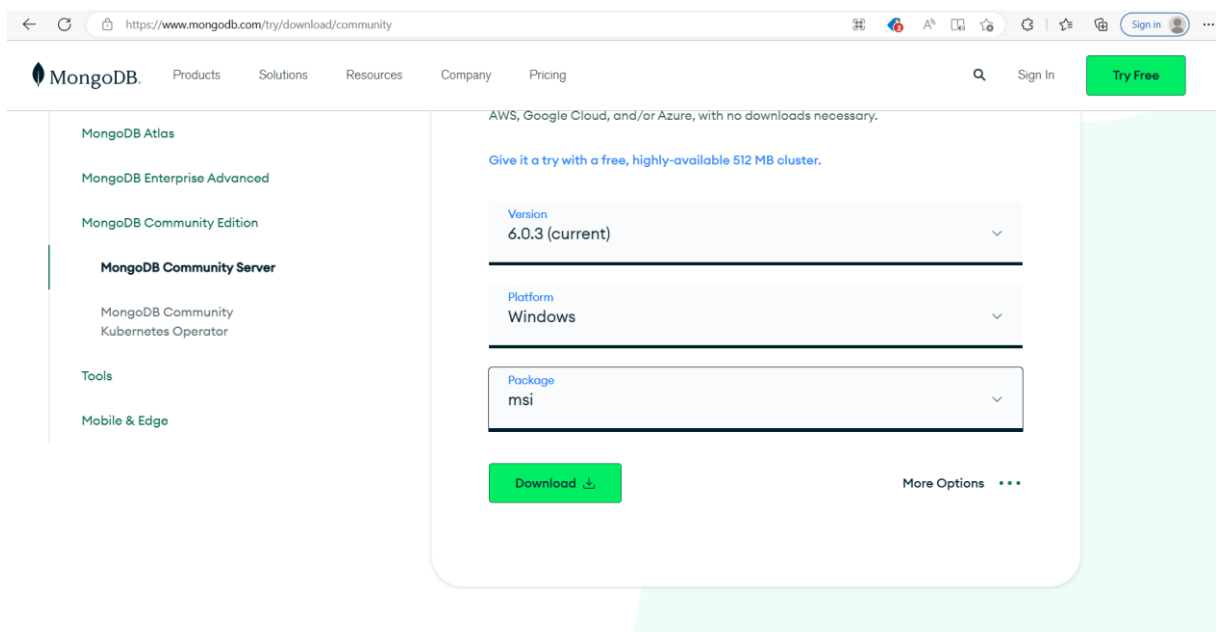 https://www.mongodb.com/try/download/community
2
Sign in
MongoDB.
Products
Solutions
Resources
Company
Pricing
Sign In
Try Free
MongoDB Atlas
MongoDB Enterprise Advanced
MongoDB Community Edition
MongoDB Community Server
MongoDB Community
Kubernetes Operator
Tools
Mobile & Edge
AWS, Google Cloud, and/or Azure, with no downloads necessary.
Give it a try with a free, highly-available 512 MB cluster.
Version
6.0.3 (current)
Platform
Windows
Package
msi
Download
More Options